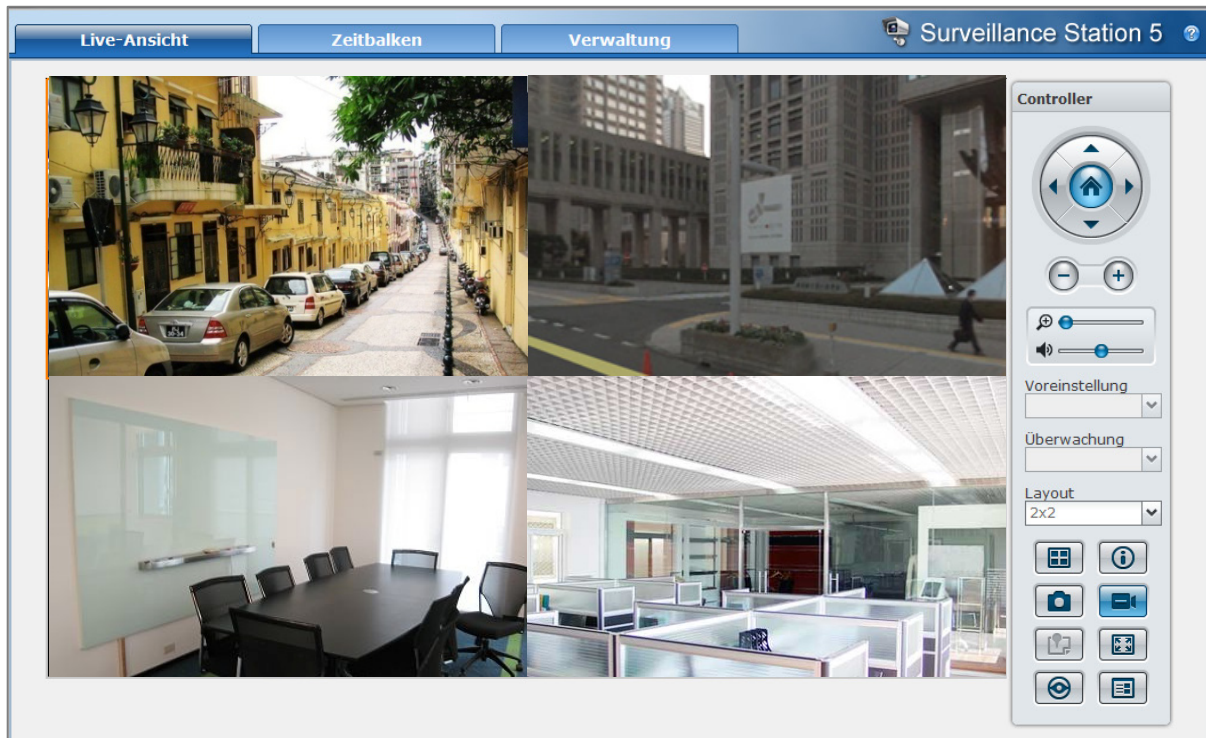 Live-Ansicht
Zeitbalken
Verwaltung
Surveillance Station 5
Controller
Voreinstellung
Überwachung
Layout
2x2